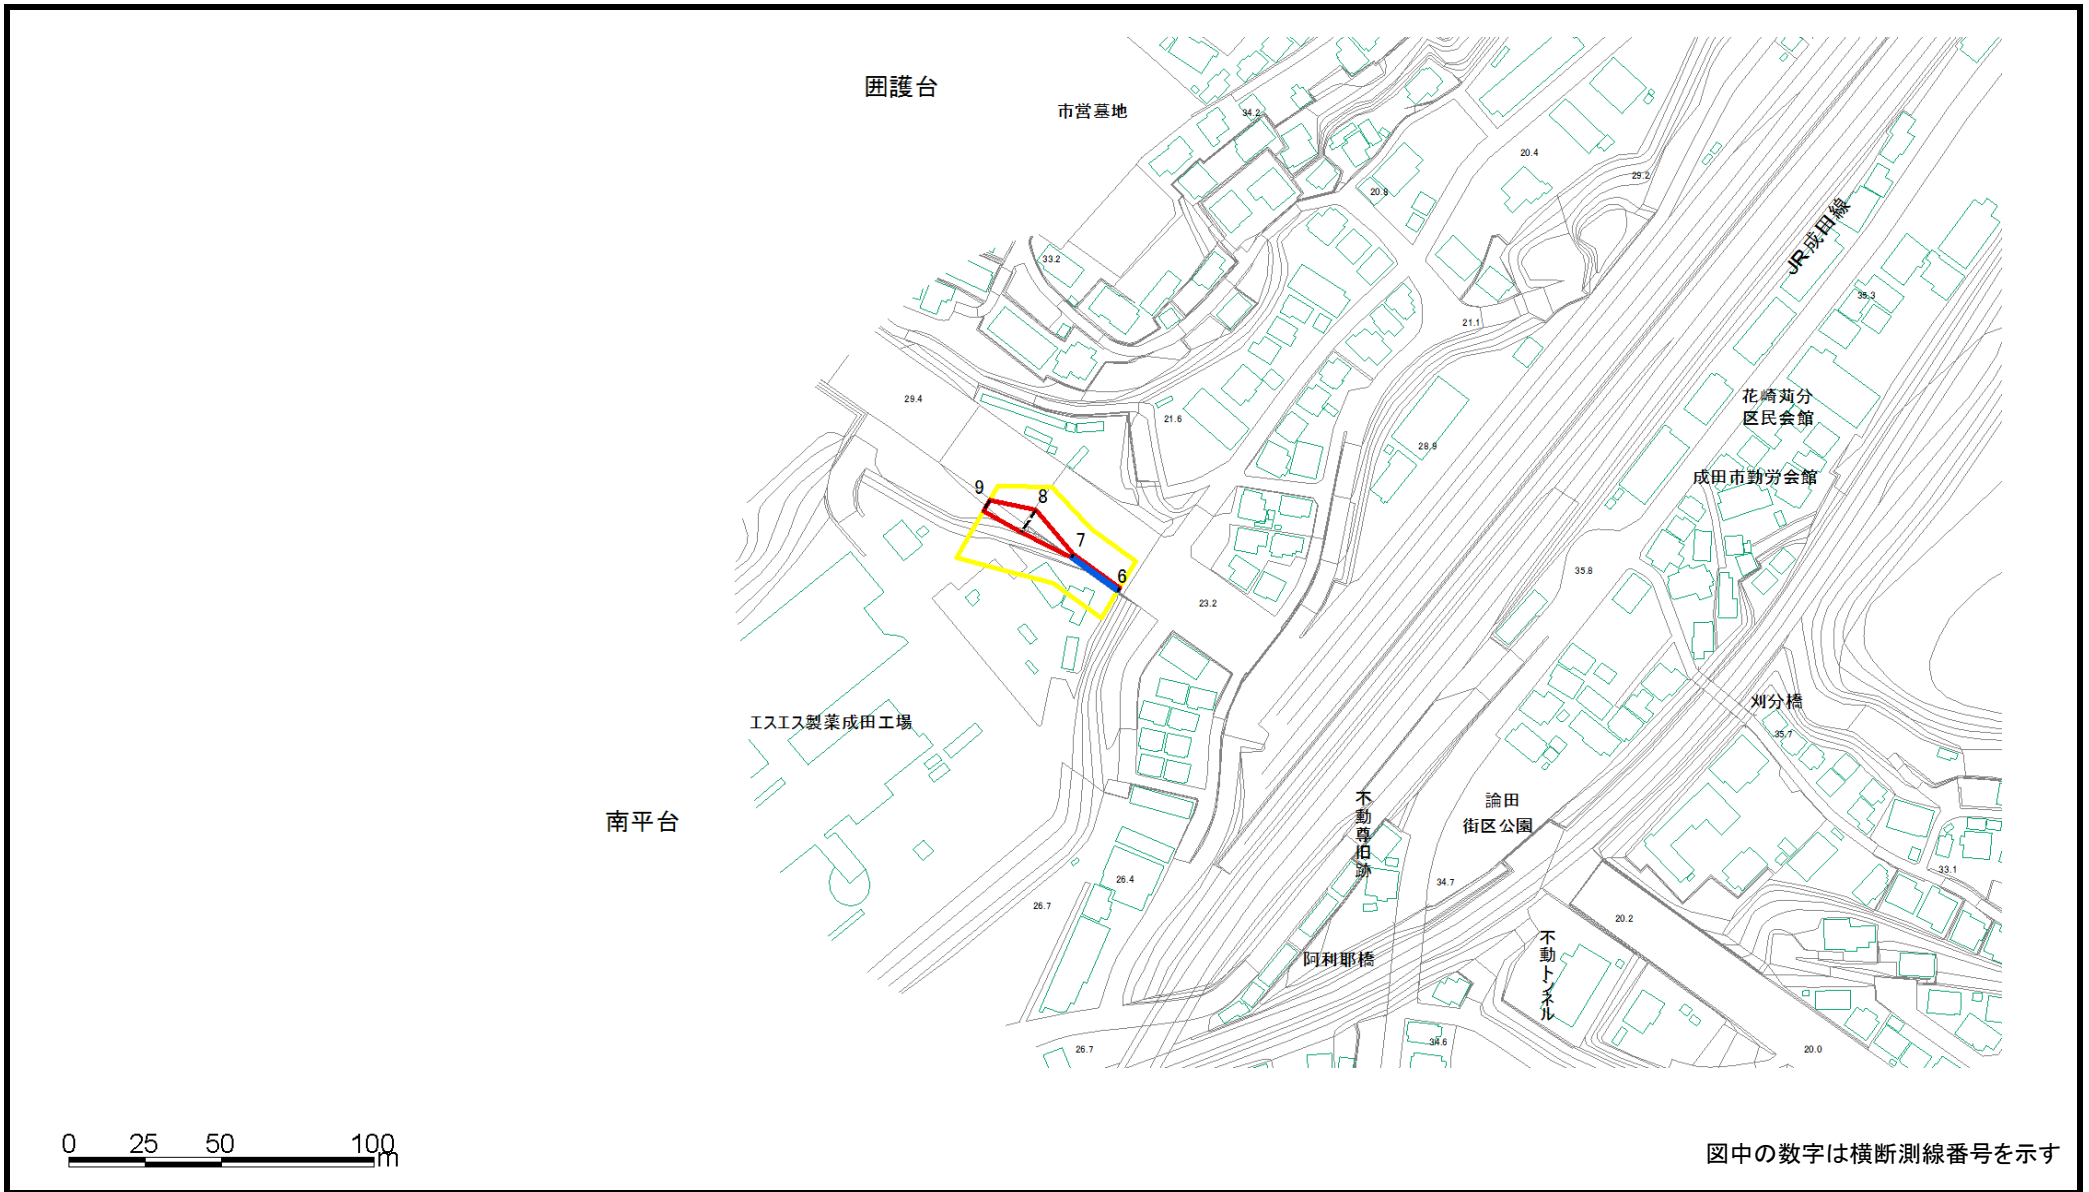 囲護台
市営墓地
34.2
20.4
29.2
20.8
JR成田線
33.2
35.3
21.1
29.4
花崎苅分
区民会館
21.6
28.9
成田市勤労会館
9
8
7
6
35.8
23.2
刈分橋
35.7
エスエス製薬成田工場
南平台
不動尊旧跡
論田
街区公園
26.4
34.7
33.1
26.7
20.2
不動トンネル
阿利耶橋
34.6
26.7
20.0
0 25 50 100
m
図中の数字は横断測線番号を示す